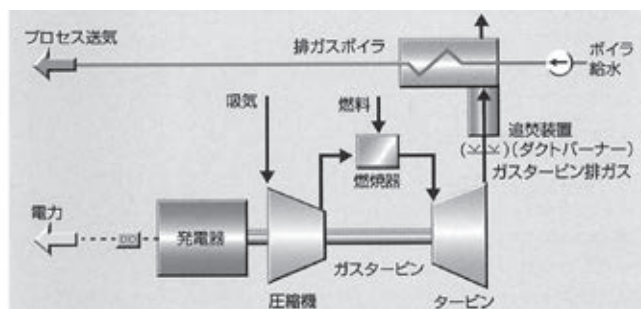 プロセス送気
排ガスボイラ
ボイラ
給水
吸気
燃料
追焚装置
(ダクトバーナー)
ガスタービン排ガス
燃焼器
電力
発電器
ガスタービン
圧縮機
タービン